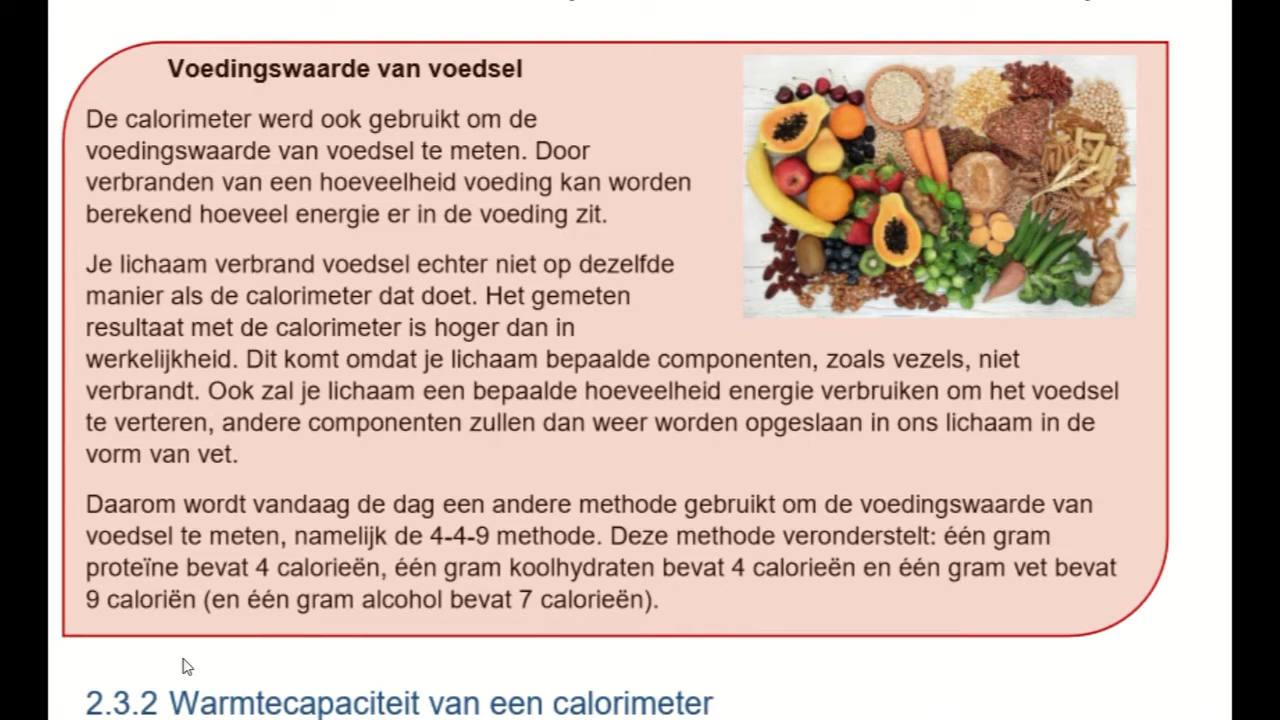 Voedingswaarde van voedsel
De calorimeter werd ook gebruikt om de
voedingswaarde van voedsel te meten. Door
verbranden van een hoeveelheid voeding kan worden
berekend hoeveel energie er in de voeding zit.
Je lichaam verbrand voedsel echter niet op dezelfde
manier als de calorimeter dat doet. Het gemeten
resultaat met de calorimeter is hoger dan in
werkelijkheid. Dit komt omdat je lichaam bepaalde componenten, zoals vezels, niet
verbrandt. Ook zal je lichaam een bepaalde hoeveelheid energie verbruiken om het voedsel
te verteren, andere componenten zullen dan weer worden opgeslaan in ons lichaam in de
vorm van vet.
Daarom wordt vandaag de dag een andere methode gebruikt om de voedingswaarde van
voedsel te meten, namelijk de 4-4-9 methode. Deze methode veronderstelt: één gram
proteïne bevat 4 calorieën, één gram koolhydraten bevat 4 calorieën en één gram vet bevat
9 caloriën (en één gram alcohol bevat 7 calorieën).
2.3.2 Warmtecapaciteit van een calorimeter